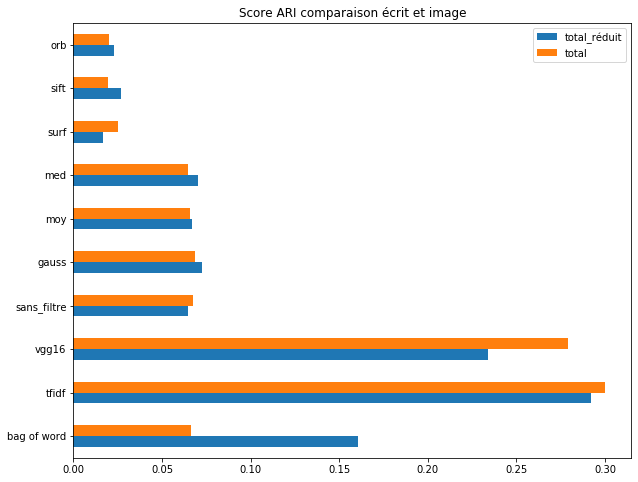 Score ARI comparaison écrit et image
total_réduit
total
orb
sift
surf
med
moy
gauss
sans_filtre
vgg16
tfidf
bag of word
0.00 0.05 0.10 0.15 0.20 0.25 0.30